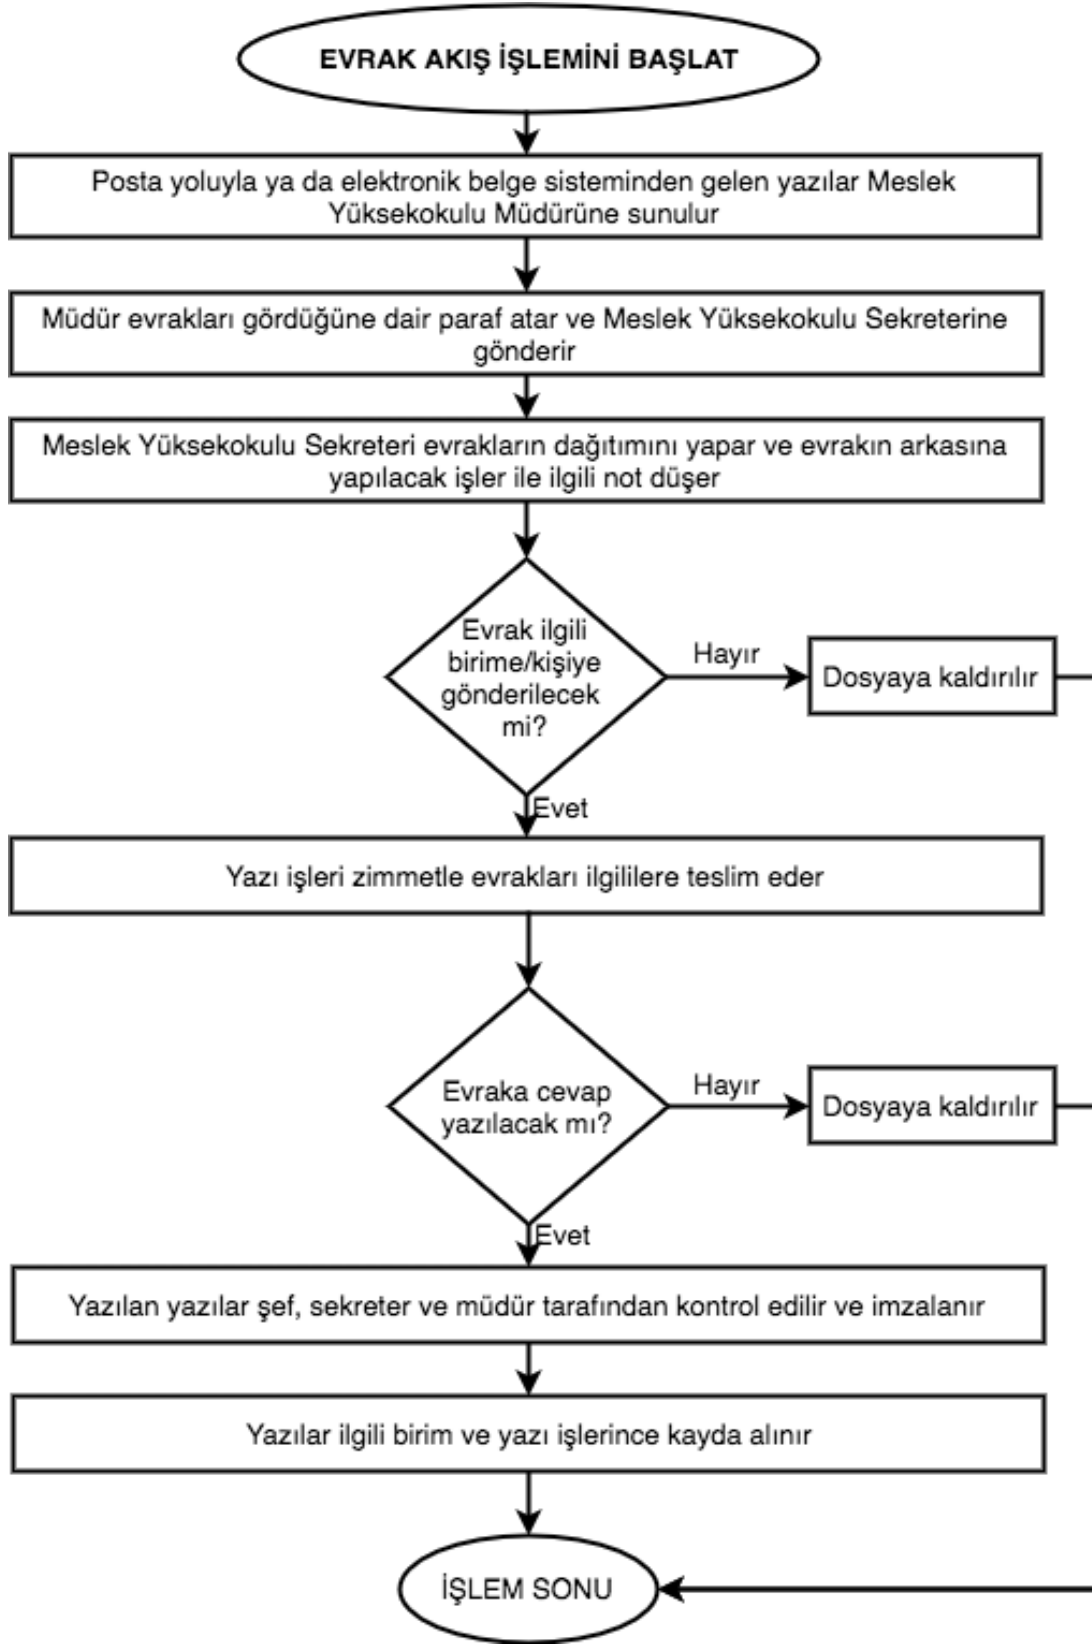 EVRAK AKIŞ İŞLEMİNİ BAŞLAT
Posta yoluyla ya da elektronik belge sisteminden gelen yazılar Meslek
Yüksekokulu Müdürüne sunulur
Müdür evrakları gördüğüne dair paraf atar ve Meslek Yüksekokulu Sekreterine
gönderir
Meslek Yüksekokulu Sekreteri evrakların dağıtımını yapar ve evrakın arkasına
yapılacak işler ile ilgili not düşer
Evrak ilgili
birime/kişiye
gönderilecek
mi?
Hayır
Dosyaya kaldırılır
Evet
Yazı işleri zimmetle evrakları ilgililere teslim eder
Evraka cevap
yazılacak mı?
Hayır
Dosyaya kaldırılır
Evet
Yazılan yazılar şef, sekreter ve müdür tarafından kontrol edilir ve imzalanır
Yazılar ilgili birim ve yazı işlerince kayda alınır
İŞLEM SONU